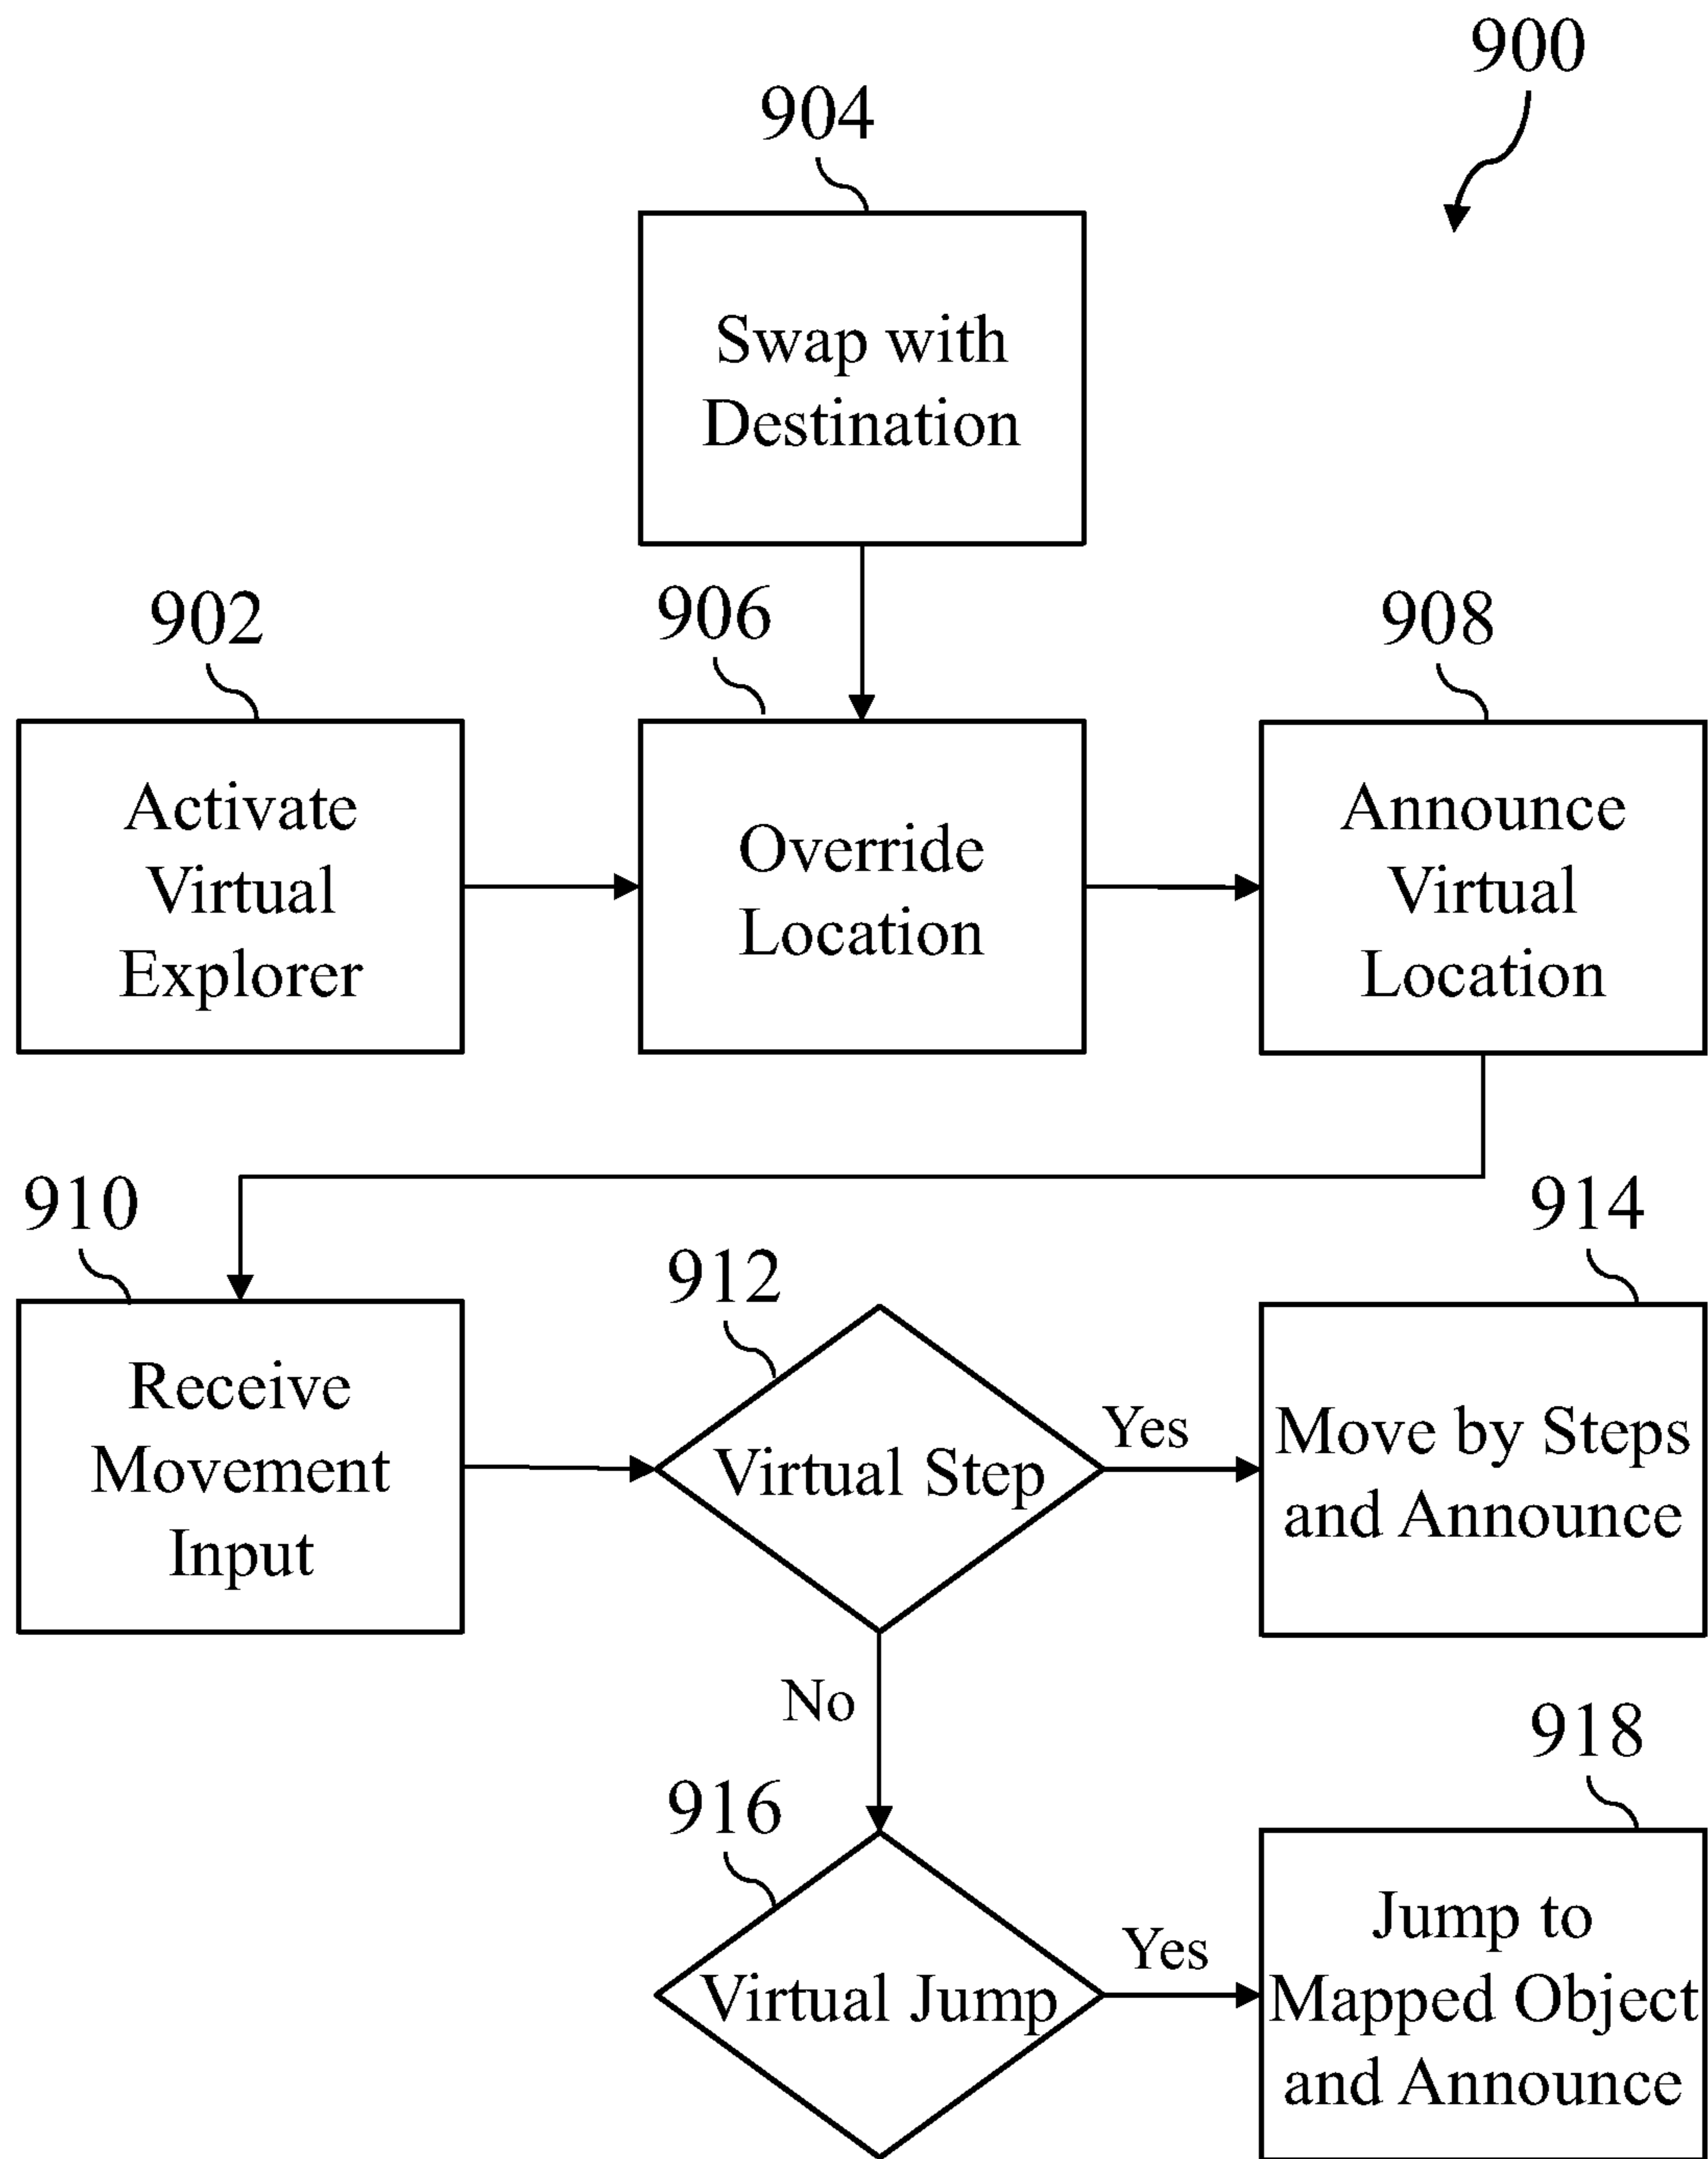 900
904
Swap with
Destination
902
906
908
Activate
Virtual
Explorer
Override
Location
Announce
Virtual
Location
910
912
914
Receive
Movement
Input
Virtual Step
Yes
Move by Steps
and Announce
No
916
918
Virtual Jump
Yes
Jump to
Mapped Object
and Announce